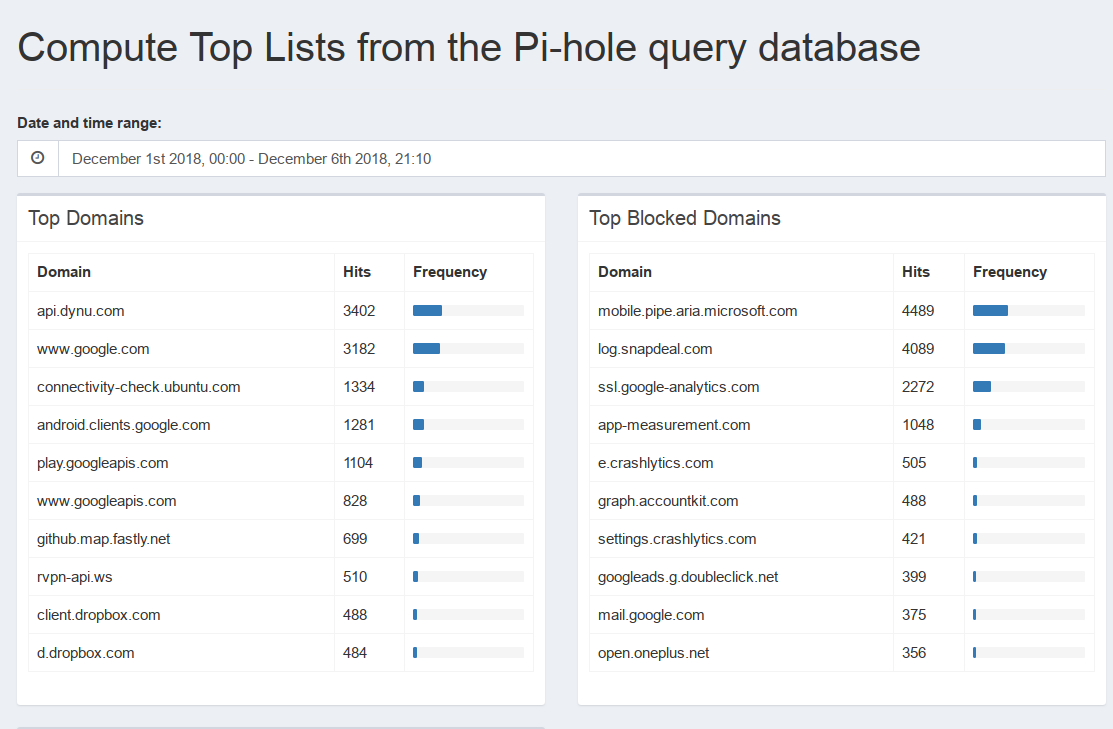 Compute Top Lists from the Pi-hole query database
Date and time range:
December 1st 2018, 00:00 - December 6th 2018, 21:10
Top Domains
Domain Hits Frequency
api.dynu.com 3402
www.google.com 3182
connectivity-check.ubuntu.com 1334
android.clients.google.com 1281
play.googleapis.com 1104
www.googleapis.com 828
github.map.fastly.net 699
rvpn-api.ws 510
client.dropbox.com 488
d.dropbox.com 484
Top Blocked Domains
Domain Hits Frequency
mobile.pipe.aria.microsoft.com 4489
log.snapdeal.com 4089
ssl.google-analytics.com 2272
app-measurement.com 1048
e.crashlytics.com 505
graph.accountkit.com 488
settings.crashlytics.com 421
googleads.g.doubleclick.net 399
mail.google.com 375
open.oneplus.net 356